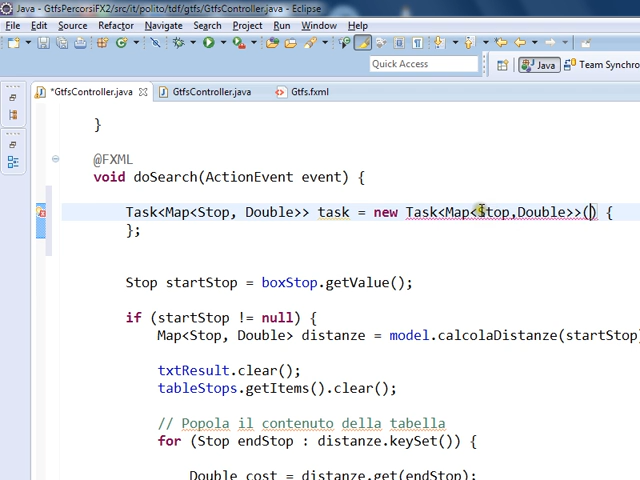 Java - GtfsPercorsiFX2/src/it/polito/tdf/gtfs/GtfsController.java - Eclipse
File Edit Source Refactor Navigate Search Project Run Window Help
Quick Access
Java
Team Synchro
*GtfsController.java
GtfsController.java
Gtfs.fxml
}
@FXML
void doSearch(ActionEvent event) {
Task<Map<Stop, Double>> task = new Task<Map<Stop,Double>>() {
};
Stop startStop = boxStop.getValue();
if (startStop != null) {
Map<Stop, Double> distanze = model.calcolaDistanze(startStop)
txtResult.clear();
tableStops.getItems().clear();
// Popola il contenuto della tabella
for (Stop endStop : distanze.keySet()) {
Double cost = distanze.get(endStop);